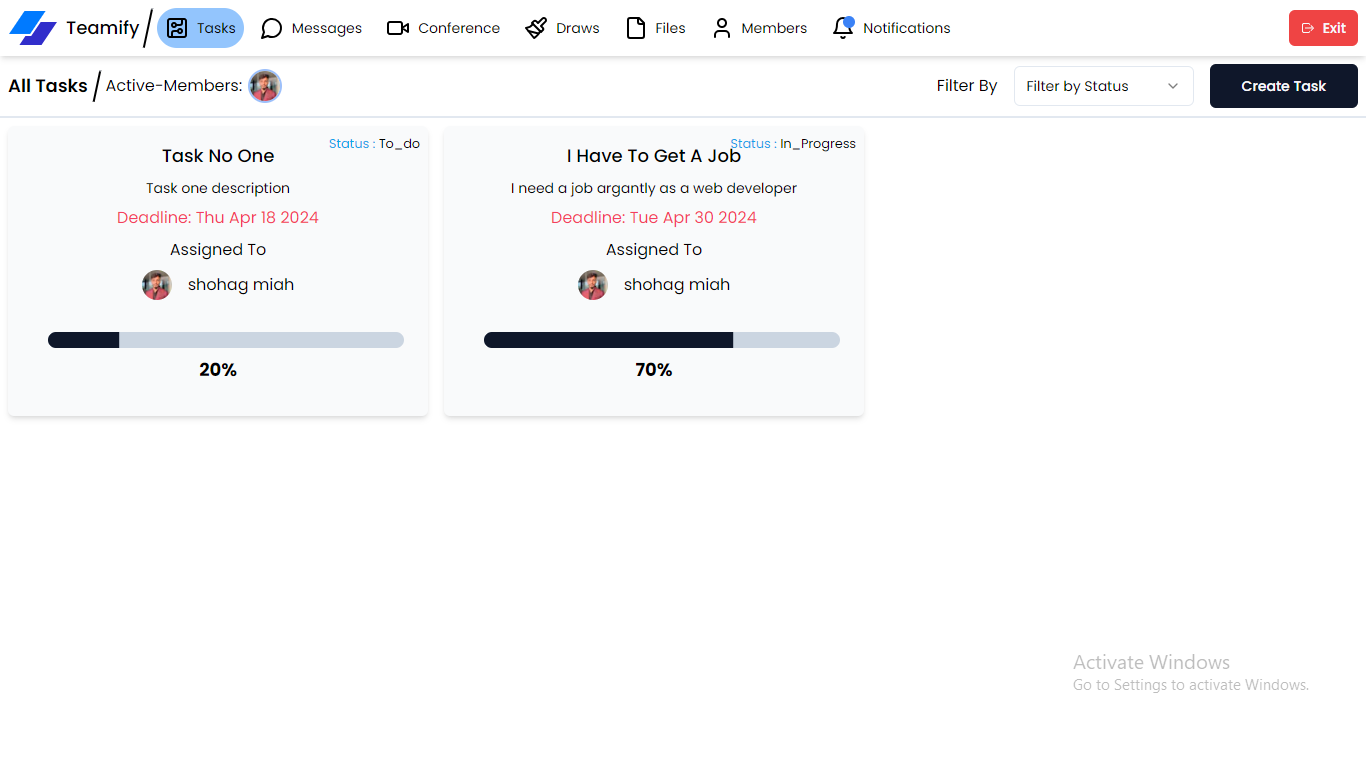 Teamify / Tasks Messages Conference Draws Files Members Notifications Exit
All Tasks / Active-Members: Filter By Filter by Status Create Task
Status : To_do
Task No One
Task one description
Deadline: Thu Apr 18 2024
Assigned To
shohag miah
20%
Status : In_Progress
I Have To Get A Job
I need a job argantly as a web developer
Deadline: Tue Apr 30 2024
Assigned To
shohag miah
70%
Activate Windows
Go to Settings to activate Windows.